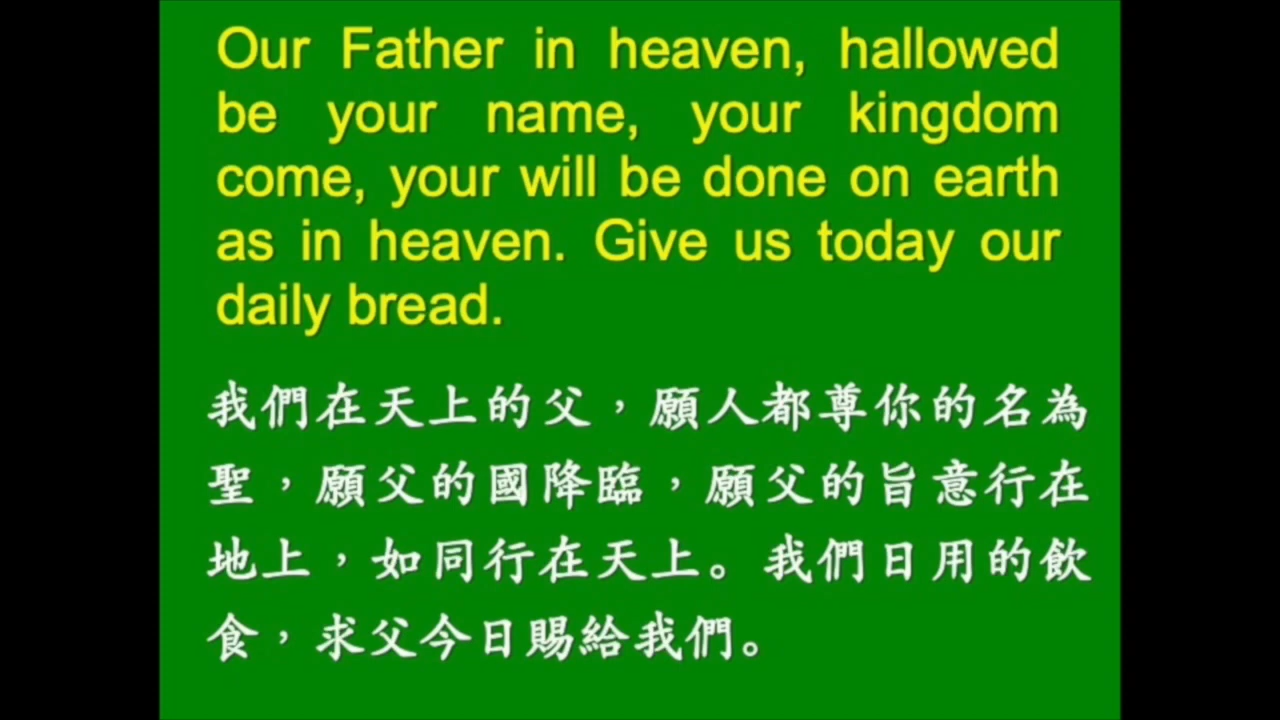 Our Father in heaven, hallowed
be your name, your kingdom
come, your will be done on earth
as in heaven. Give us today our
daily bread.
我們在天上的父，願人都尊你的名為
聖，願父的國降臨，願父的旨意行在
地上，如同行在天上。我們日用的飲
食，求父今日賜給我們。